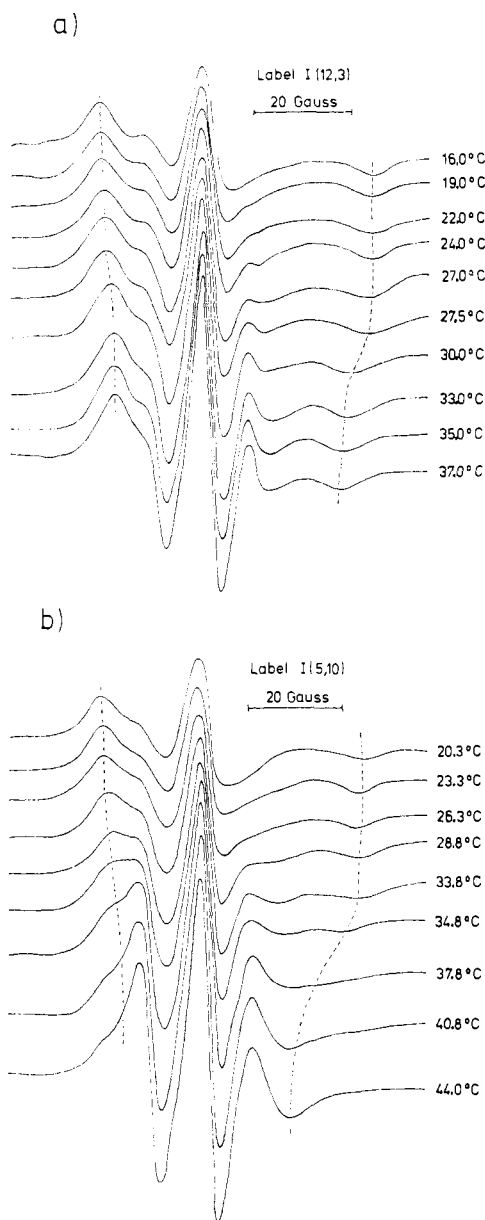 a)
Label I (12,3)
20 Gauss
16.0°C
19.0°C
22.0°C
24.0°C
27.0°C
27.5°C
30.0°C
33.0°C
35.0°C
37.0°C
b)
Label I (5,10)
20 Gauss
20.3°C
23.3°C
26.3°C
28.8°C
33.8°C
34.8°C
37.8°C
40.8°C
44.0°C